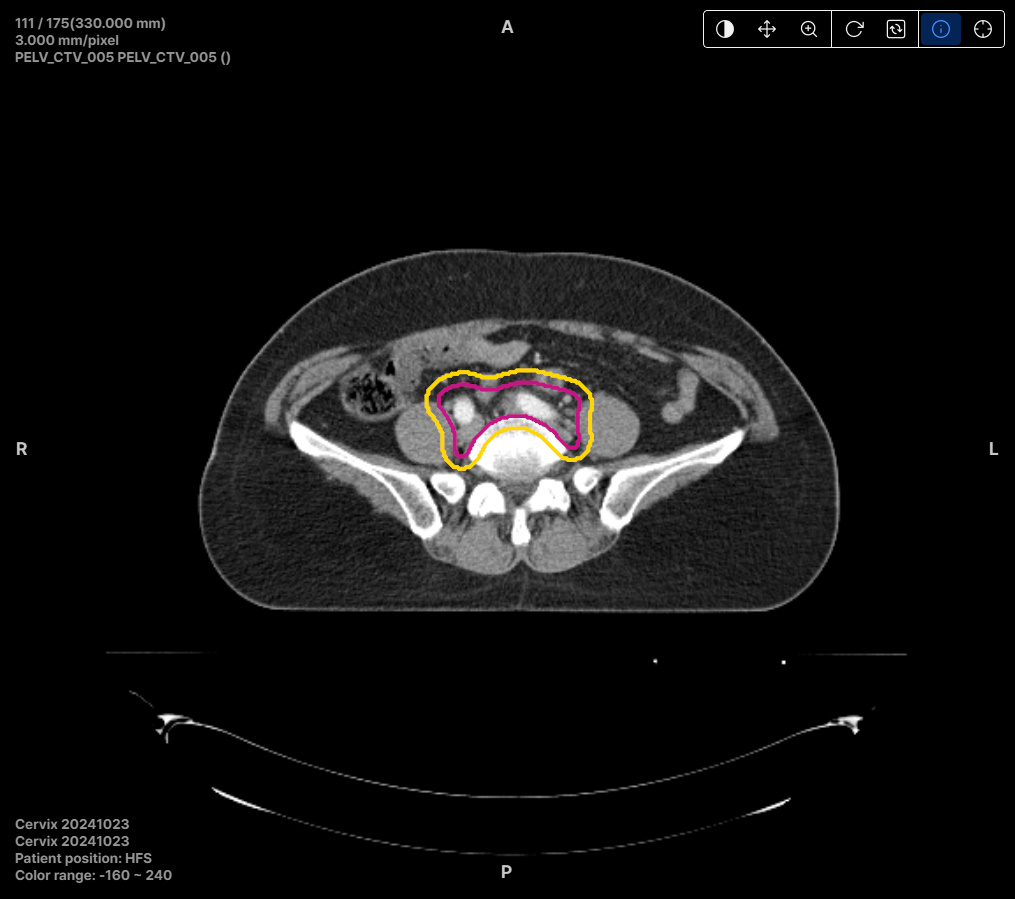 111 / 175(330.000 mm)
3.000 mm/pixel
PELV_CTV_005 PELV_CTV_005 ()
A
R
L
Cervix 20241023
Cervix 20241023
Patient position: HFS
Color range: -160 ~ 240
P